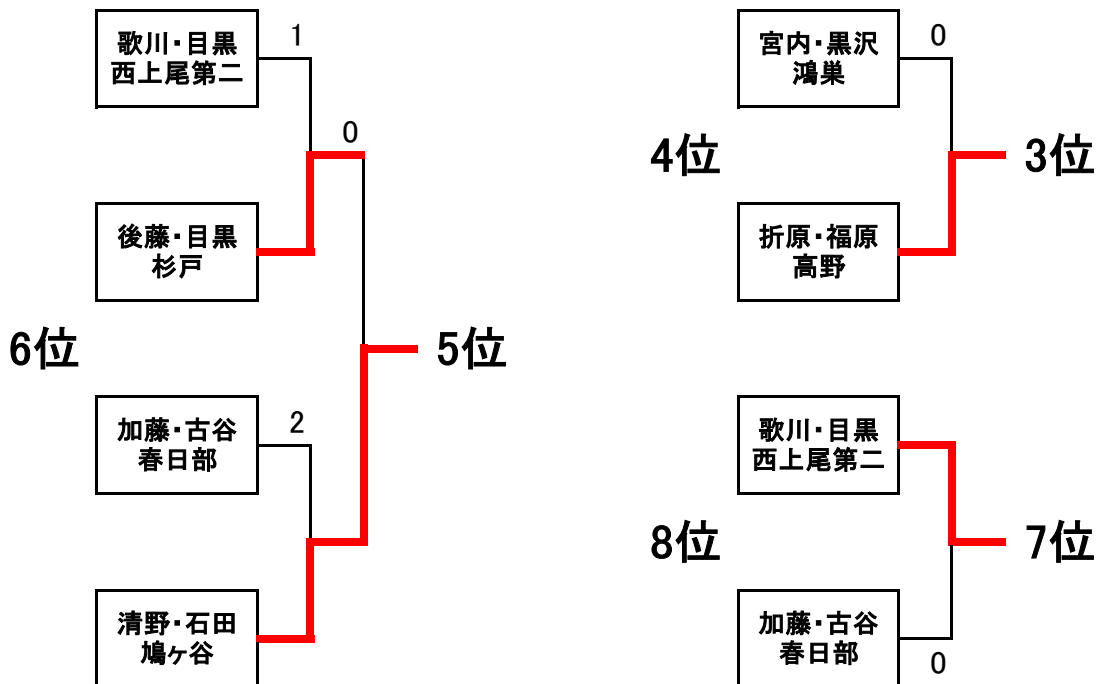 歌川・目黒
西上尾第二
1
0
後藤・目黒
杉戸
6位
5位
加藤・古谷
春日部
2
清野・石田
鳩ヶ谷
宮内・黒沢
鴻巣
0
4位
3位
折原・福原
高野
歌川・目黒
西上尾第二
8位
7位
加藤・古谷
春日部
0